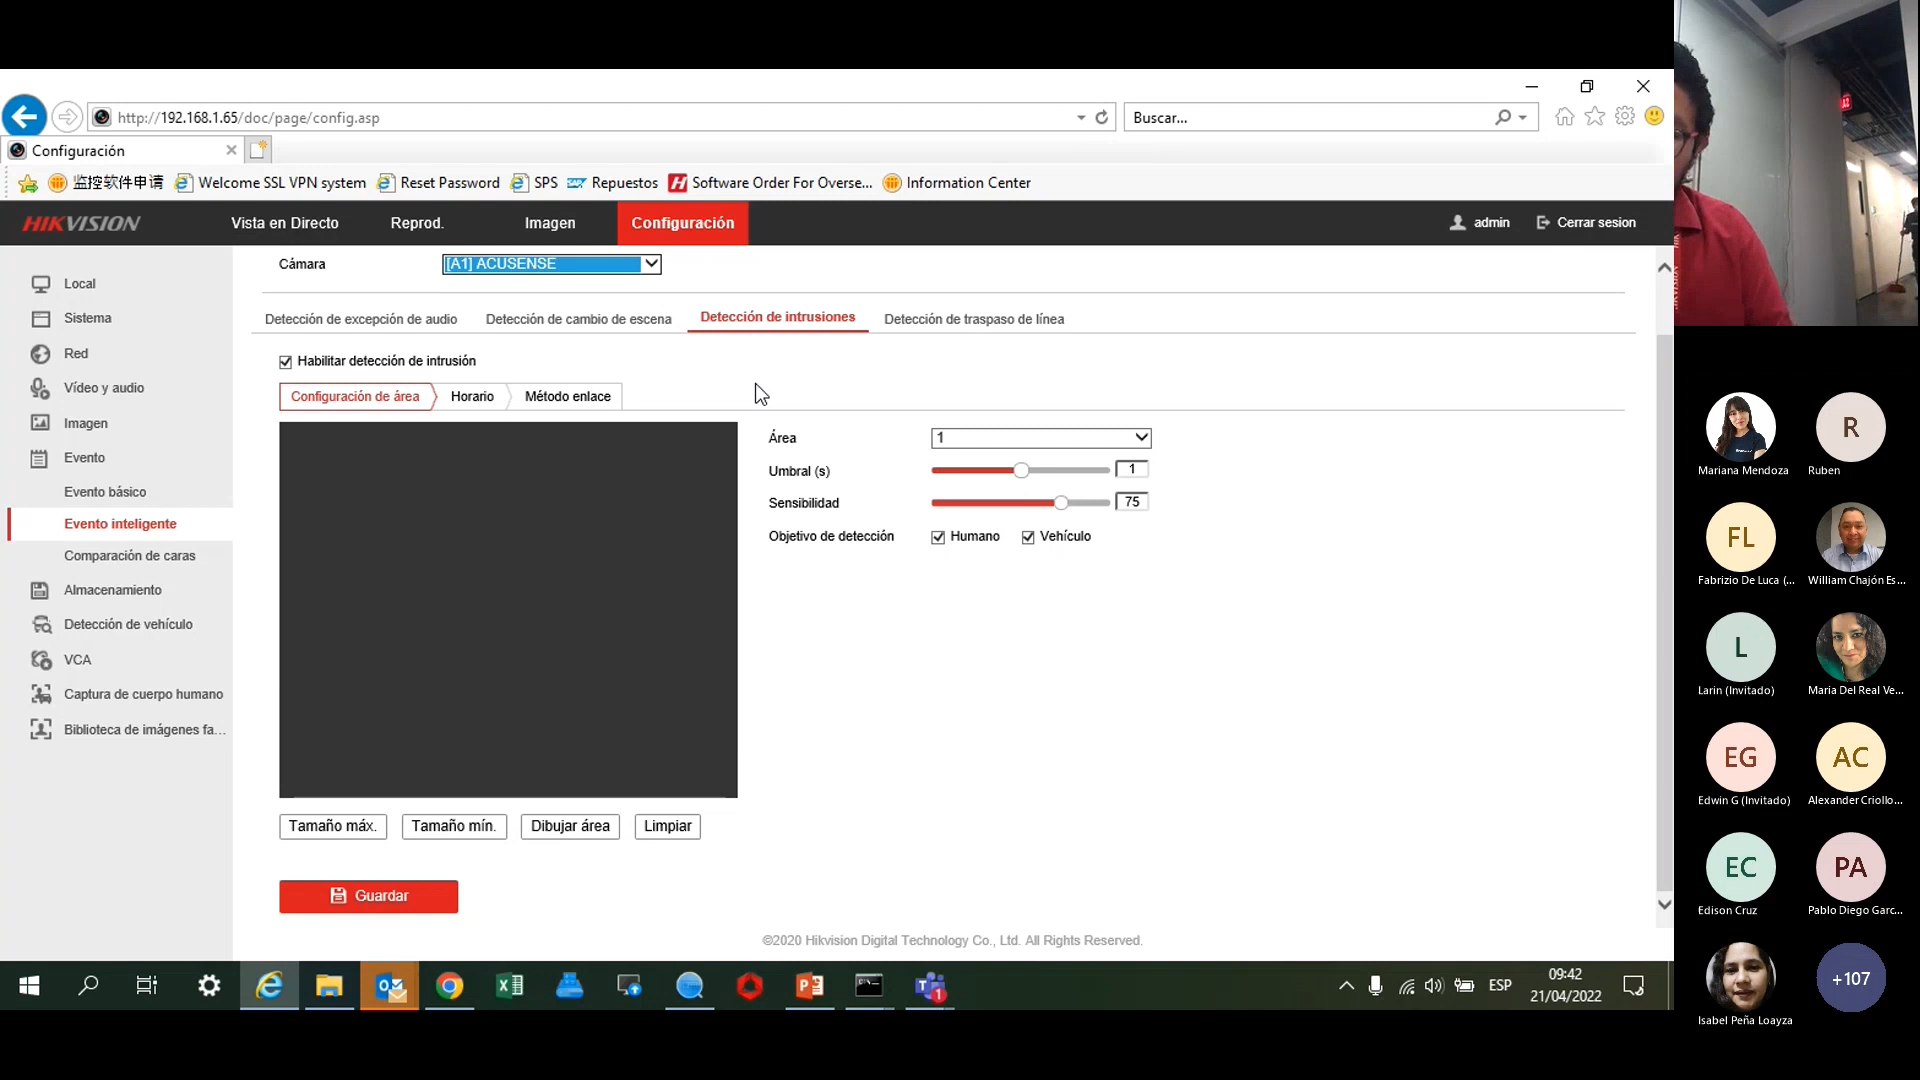 http://192.168.1.65/doc/page/config.asp
Buscar...
Configuración
监控软件申请
Welcome SSL VPN system
Reset Password
SPS
Repuestos
Software Order For Overse...
Information Center
HIKVISION
Vista en Directo
Reprod.
Imagen
Configuración
admin
Cerrar sesion
Local
Sistema
Red
Vídeo y audio
Imagen
Evento
Evento básico
Evento inteligente
Comparación de caras
Almacenamiento
Detección de vehículo
VCA
Captura de cuerpo humano
Biblioteca de imágenes fa...
Cámara
[A1] ACUSENSE
Detección de excepción de audio
Detección de cambio de escena
Detección de intrusiones
Detección de traspaso de línea
Habilitar detección de intrusión
Configuración de área
Horario
Método enlace
Área
1
Umbral (s)
1
Sensibilidad
75
Objetivo de detección
Humano
Vehículo
Tamaño máx.
Tamaño mín.
Dibujar área
Limpiar
Guardar
©2020 Hikvision Digital Technology Co., Ltd. All Rights Reserved.
ESP
09:42
21/04/2022
Mariana Mendoza
R
Ruben
FL
Fabrizio De Luca (...
William Chajón Es...
L
Larin (Invitado)
Maria Del Real Ve...
EG
Edwin G (Invitado)
AC
Alexander Criollo...
EC
Edison Cruz
PA
Pablo Diego Garc...
Isabel Peña Loayza
+107